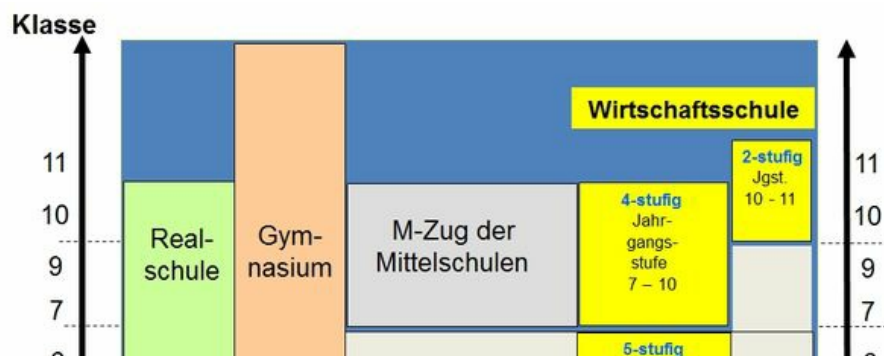 Klasse
Wirtschaftsschule
11
10
9
7
Real-
schule
Gym-
nasium
M-Zug der
Mittelschulen
4-stufig
Jahr-
gangs-
stufe
7 – 10
5-stufig
2-stufig
Jgst.
10 - 11
11
10
9
7